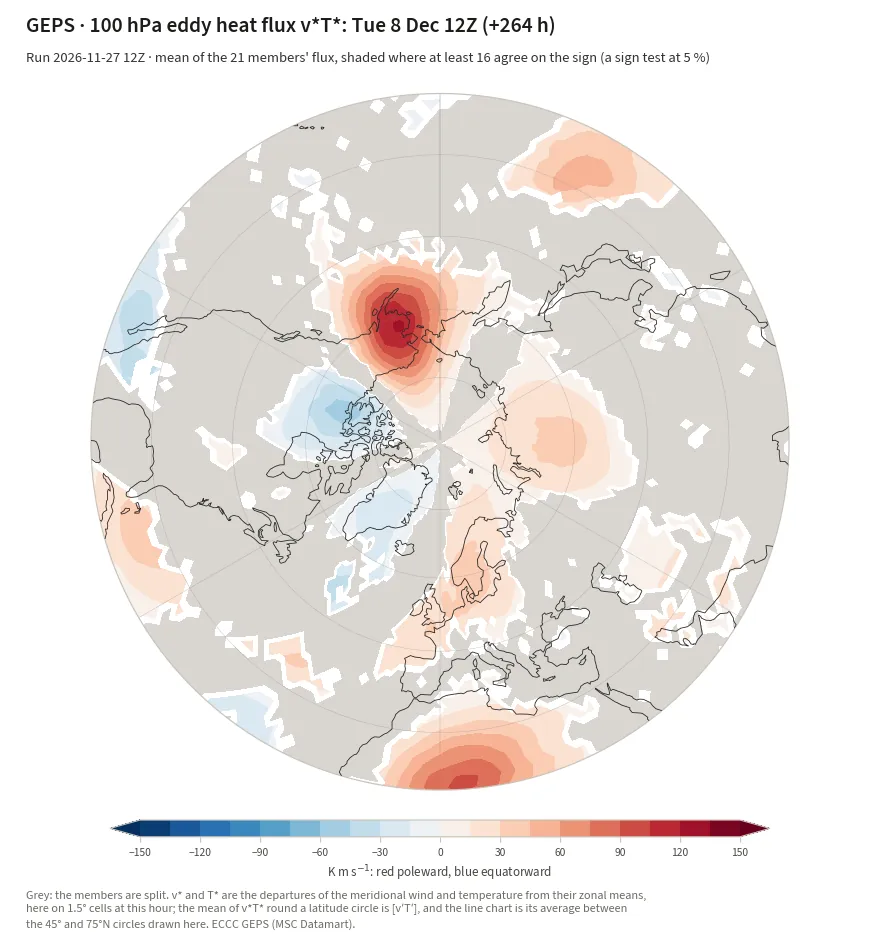 GEPS · 100 hPa eddy heat flux v*T*: Tue 8 Dec 12Z (+264 h)
Run 2026-11-27 12Z · mean of the 21 members' flux, shaded where at least 16 agree on the sign (a sign test at 5 %)
−150 −120 −90 −60 −30 0 30 60 90 120 150
K m s⁻¹: red poleward, blue equatorward
Grey: the members are split. v* and T* are the departures of the meridional wind and temperature from their zonal means,
here on 1.5° cells at this hour; the mean of v*T* round a latitude circle is [v'T'], and the line chart is its average between
the 45° and 75°N circles drawn here. ECCC GEPS (MSC Datamart).